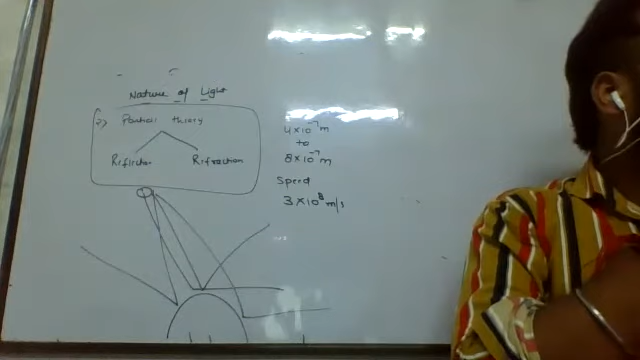 Nature of Light
Particle theory
Reflection Refraction
4×10⁻⁷m
to
8×10⁻⁷m
Speed
3×10⁸ m/s